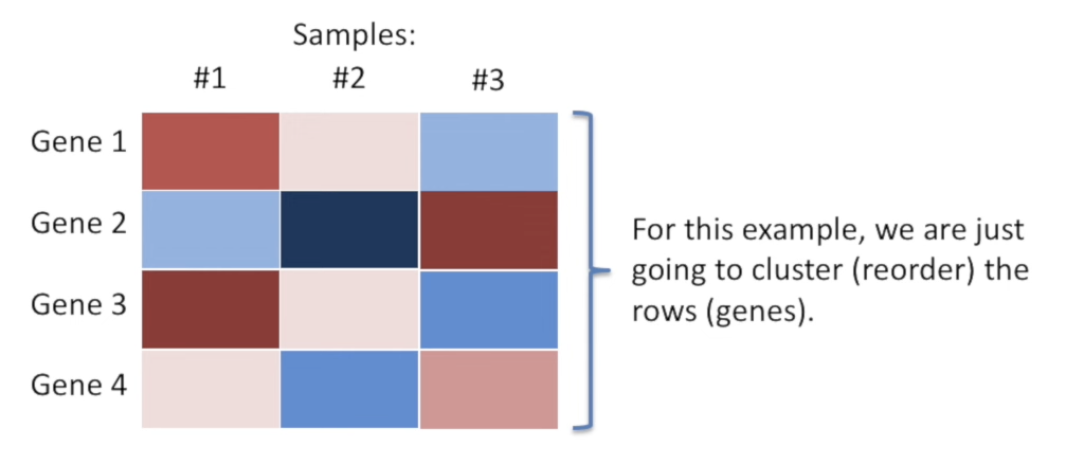 Samples:
#1 #2 #3
Gene 1
Gene 2
Gene 3
Gene 4
For this example, we are just
going to cluster (reorder) the
rows (genes).